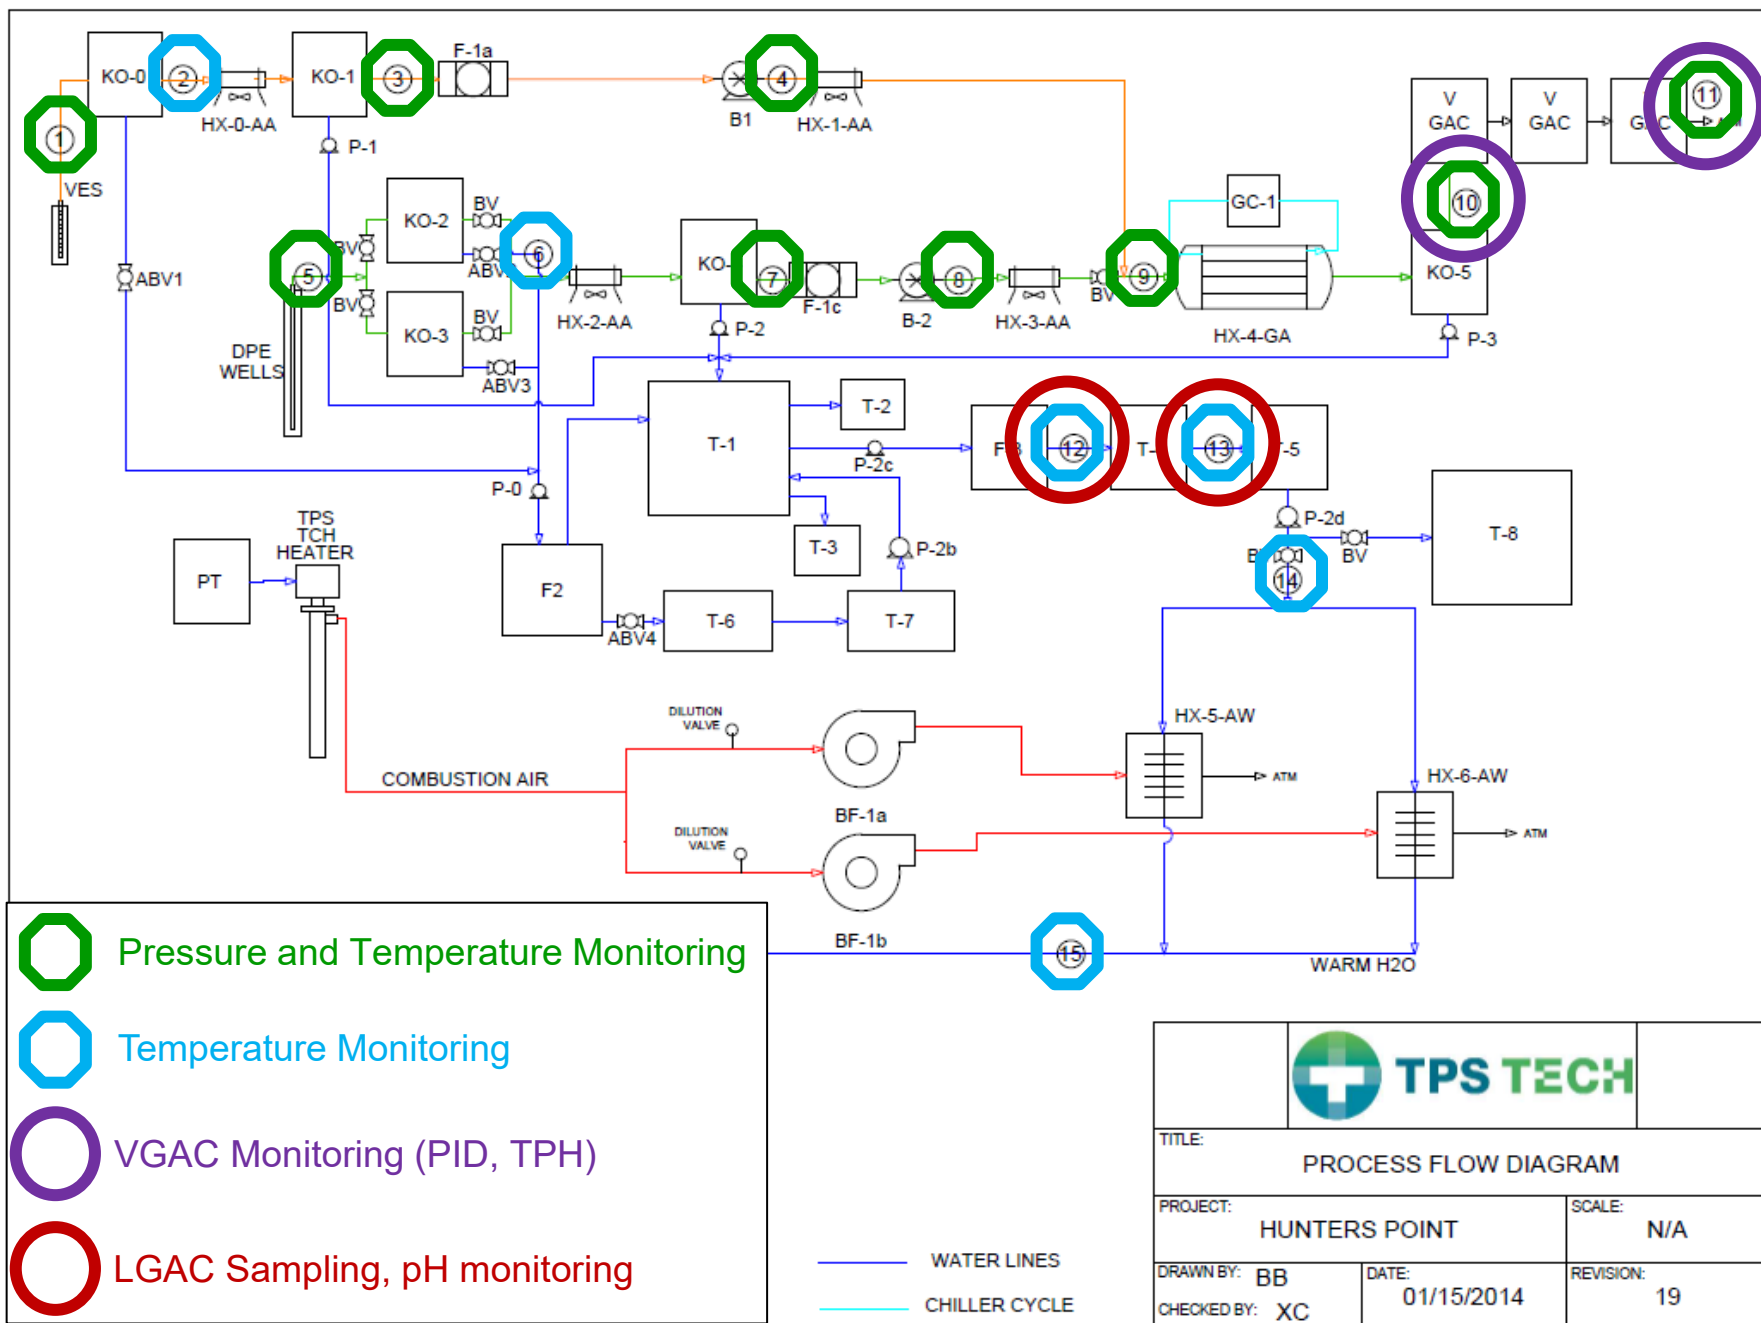 KO-0
2
HX-0-AA
KO-1
3
F-1a
B1
4
HX-1-AA
V
GAC
V
GAC
GAC
11
1
VES
P-1
ABV1
KO-2
BV
BV
5
BV
BV
KO-3
ABV3
6
HX-2-AA
DPE
WELLS
KO-
7
F-1c
P-2
8
B-2
HX-3-AA
BV
9
GC-1
HX-4-GA
10
KO-5
P-3
T-1
T-2
P-2c
T-3
P-2b
12
13
T-5
P-2d
BV
14
T-8
P-0
F2
ABV4
T-6
T-7
PT
TPS
TCH
HEATER
COMBUSTION AIR
DILUTION
VALVE
BF-1a
DILUTION
VALVE
BF-1b
HX-5-AW
ATM
HX-6-AW
ATM
15
WARM H2O
Pressure and Temperature Monitoring
Temperature Monitoring
VGAC Monitoring (PID, TPH)
LGAC Sampling, pH monitoring
WATER LINES
CHILLER CYCLE
TPS TECH
TITLE:
PROCESS FLOW DIAGRAM
PROJECT:
HUNTERS POINT
SCALE:
N/A
DRAWN BY: BB
CHECKED BY: XC
DATE:
01/15/2014
REVISION:
19